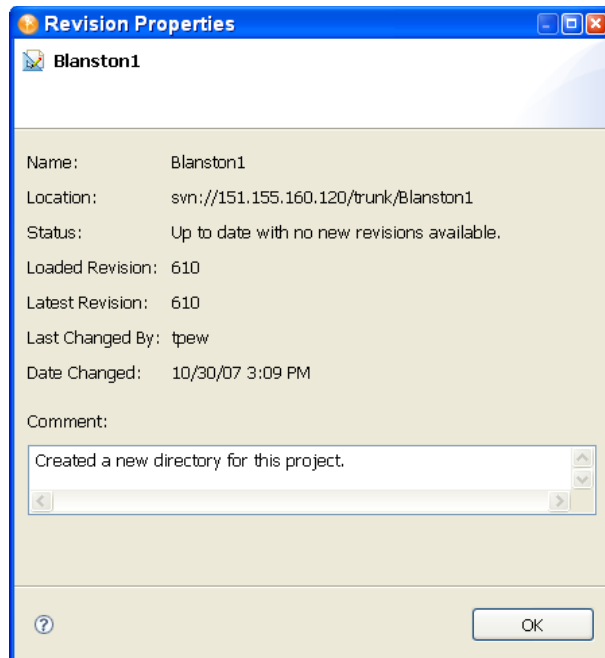 Revision Properties
Blanston1
Name: Blanston1
Location: svn://151.155.160.120/trunk/Blanston1
Status: Up to date with no new revisions available.
Loaded Revision: 610
Latest Revision: 610
Last Changed By: tpew
Date Changed: 10/30/07 3:09 PM
Comment:
Created a new directory for this project.
?
OK